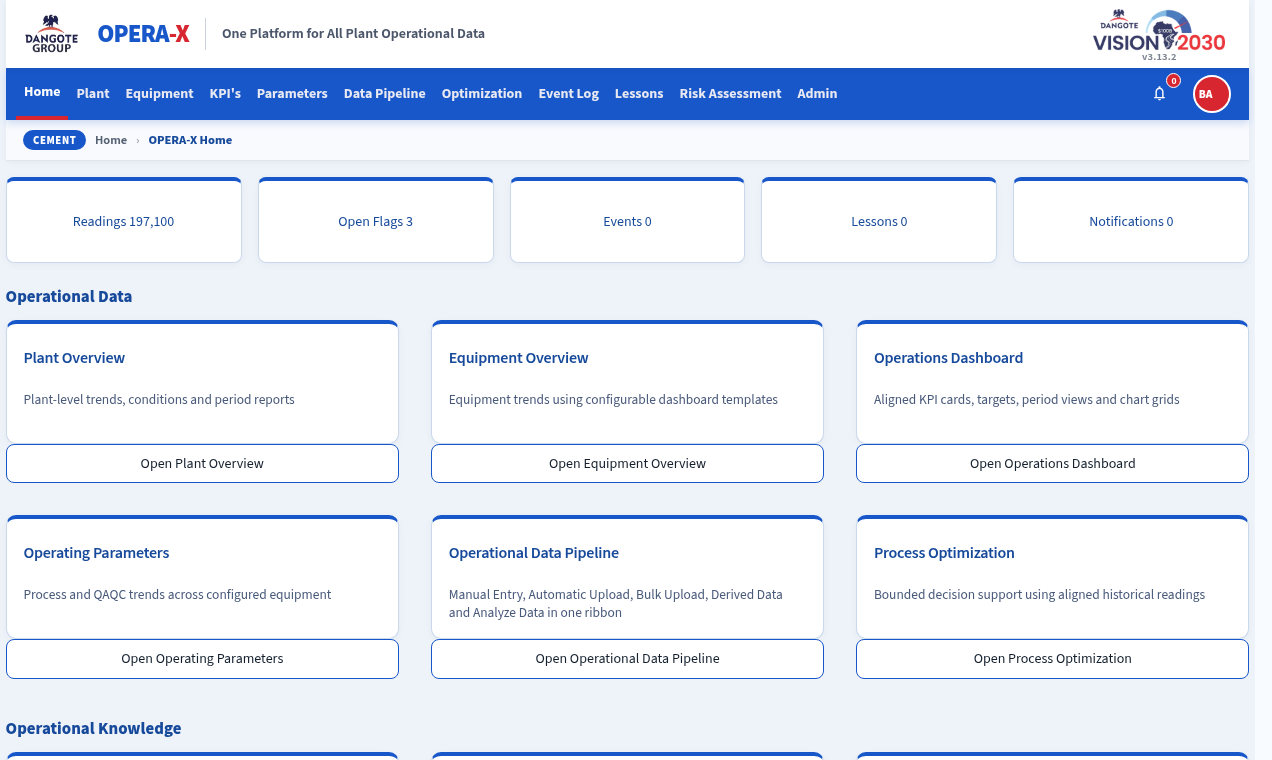 DANGOTE
GROUP
OPERA-X
One Platform for All Plant Operational Data
DANGOTE
VISION 2030
v3.13.2
Home Plant Equipment KPI's Parameters Data Pipeline Optimization Event Log Lessons Risk Assessment Admin
0
BA
CEMENT Home › OPERA-X Home
Readings 197,100
Open Flags 3
Events 0
Lessons 0
Notifications 0
Operational Data
Plant Overview
Plant-level trends, conditions and period reports
Open Plant Overview
Equipment Overview
Equipment trends using configurable dashboard templates
Open Equipment Overview
Operations Dashboard
Aligned KPI cards, targets, period views and chart grids
Open Operations Dashboard
Operating Parameters
Process and QAQC trends across configured equipment
Open Operating Parameters
Operational Data Pipeline
Manual Entry, Automatic Upload, Bulk Upload, Derived Data
and Analyze Data in one ribbon
Open Operational Data Pipeline
Process Optimization
Bounded decision support using aligned historical readings
Open Process Optimization
Operational Knowledge